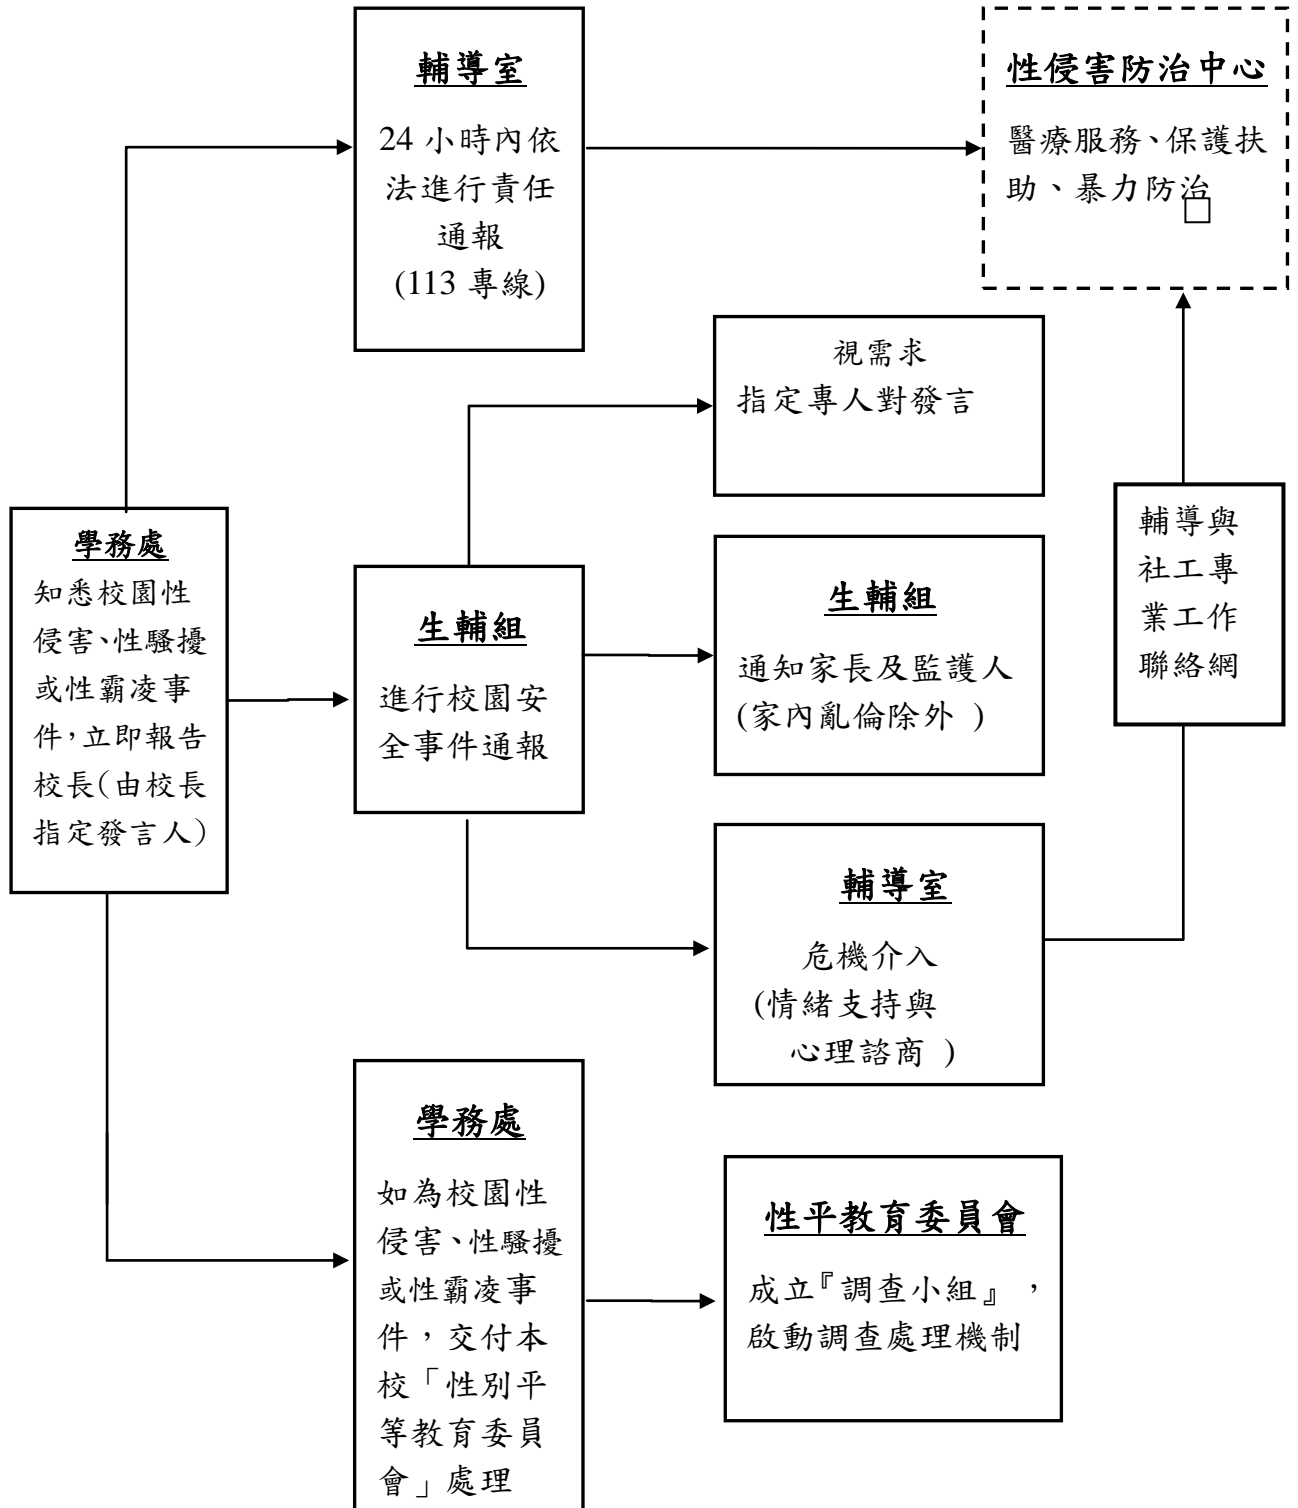 輔導室
24 小時內依
法進行責任
通報
(113 專線)
性侵害防治中心
醫療服務、保護扶
助、暴力防治
視需求
指定專人對發言
學務處
知悉校園性
侵害、性騷擾
或性霸凌事
件，立即報告
校長(由校長
指定發言人)
生輔組
進行校園安
全事件通報
生輔組
通知家長及監護人
(家內亂倫除外 )
輔導與
社工專
業工作
聯絡網
輔導室
危機介入
(情緒支持與
心理諮商 )
學務處
如為校園性
侵害、性騷擾
或性霸凌事
件，交付本
校「性別平
等教育委員
會」處理
性平教育委員會
成立『調查小組』，
啟動調查處理機制